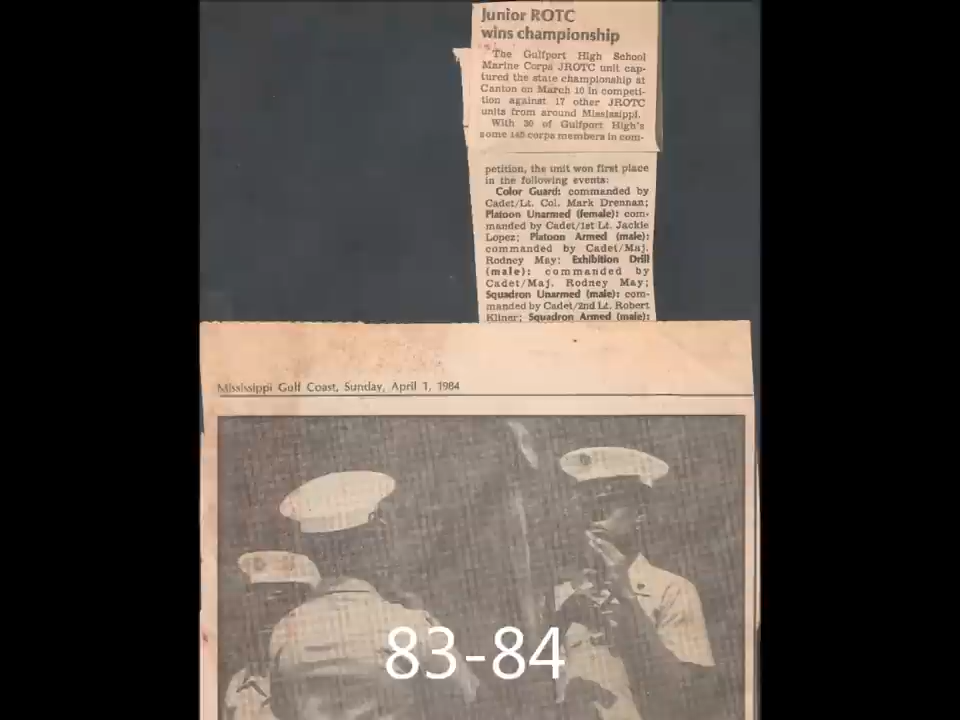 Junior ROTC
wins championship
The Gulfport High School
Marine Corps JROTC unit cap-
tured the state championship at
Canton on March 10 in competi-
tion against 17 other JROTC
units from around Mississippi.
With 30 of Gulfport High's
some 145 corps members in com-
petition, the unit won first place
in the following events:
Color Guard: commanded by
Cadet/Lt. Col. Mark Drennan;
Platoon Unarmed (female): com-
manded by Cadet/1st Lt. Jackie
Lopez; Platoon Armed (male):
commanded by Cadet/Maj.
Rodney May; Exhibition Drill
(male): commanded by
Cadet/Maj. Rodney May;
Squadron Unarmed (male): com-
manded by Cadet/2nd Lt. Robert
Kliner; Squadron Armed (male):
Mississippi Gulf Coast, Sunday, April 1, 1984
83-84